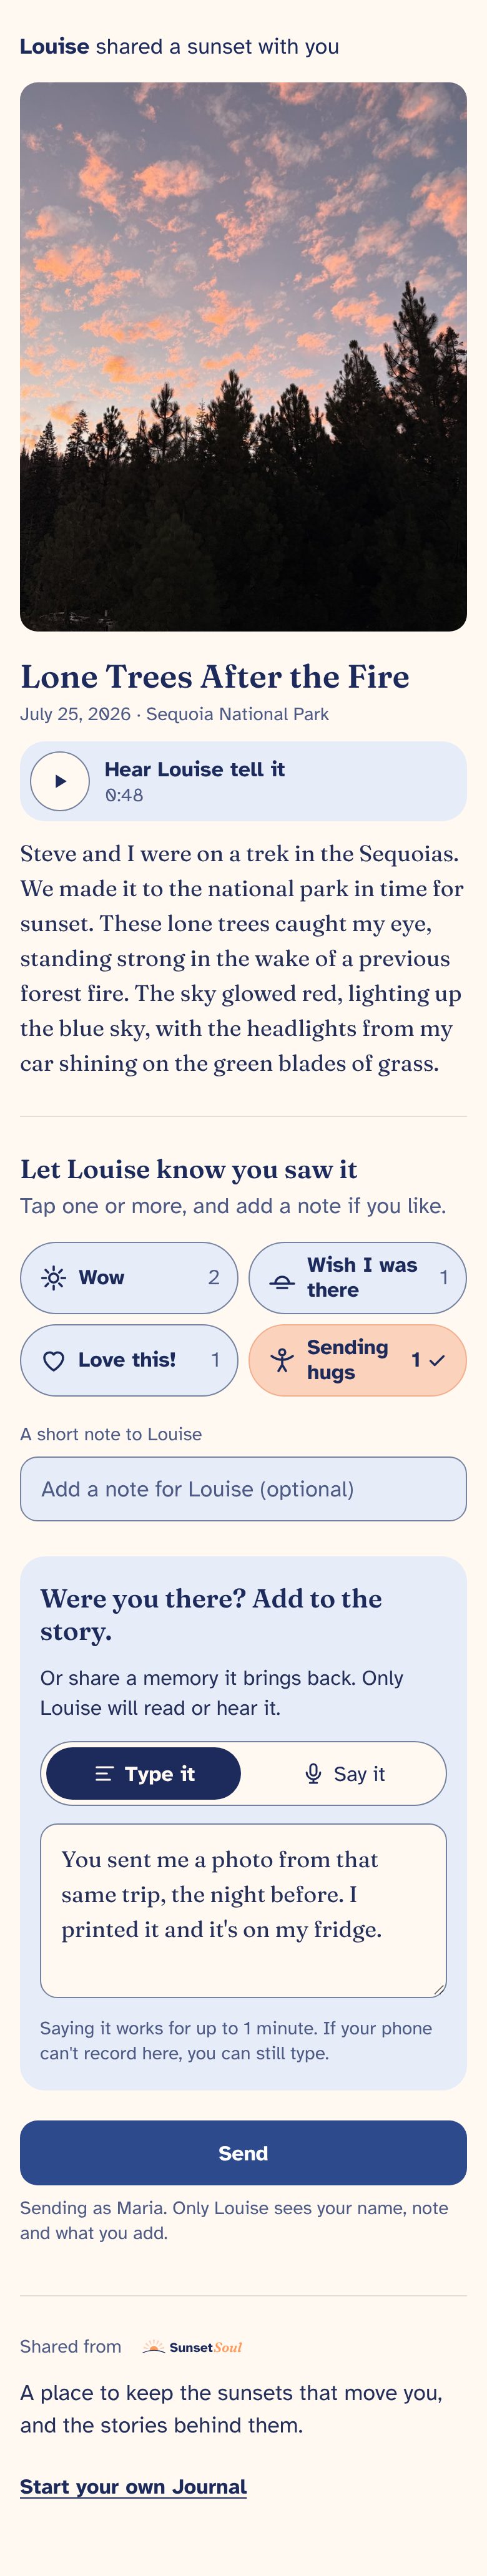 Louise shared a sunset with you
Lone Trees After the Fire
July 25, 2026 · Sequoia National Park
Hear Louise tell it
0:48
Steve and I were on a trek in the Sequoias.
We made it to the national park in time for
sunset. These lone trees caught my eye,
standing strong in the wake of a previous
forest fire. The sky glowed red, lighting up
the blue sky, with the headlights from my
car shining on the green blades of grass.
Let Louise know you saw it
Tap one or more, and add a note if you like.
Wow 2
Wish I was
there 1
Love this! 1
Sending
hugs 1
A short note to Louise
Add a note for Louise (optional)
Were you there? Add to the
story.
Or share a memory it brings back. Only
Louise will read or hear it.
Type it
Say it
You sent me a photo from that
same trip, the night before. I
printed it and it's on my fridge.
Saying it works for up to 1 minute. If your phone
can't record here, you can still type.
Send
Sending as Maria. Only Louise sees your name, note
and what you add.
Shared from SunsetSoul
A place to keep the sunsets that move you,
and the stories behind them.
Start your own Journal